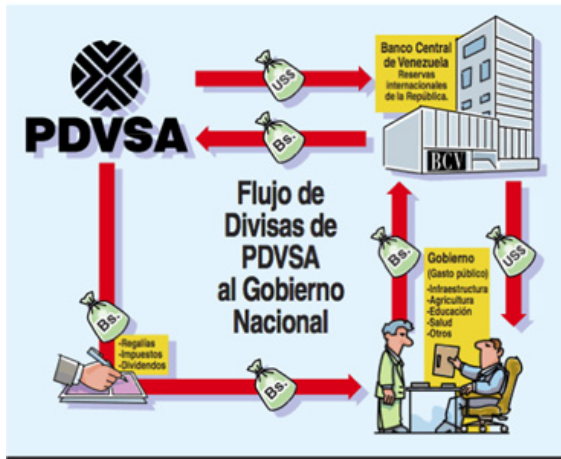 PDVSA
US$
Bs.
Banco Central
de Venezuela
Reservas
internacionales
de la República.
BCV
Flujo de
Divisas de
PDVSA
al Gobierno
Nacional
Bs.
US$
Gobierno
(Gasto público)
-Infraestructura
-Agricultura
-Educación
-Salud
-Otros
Bs.
-Regalías
-Impuestos
-Dividendos
Bs.